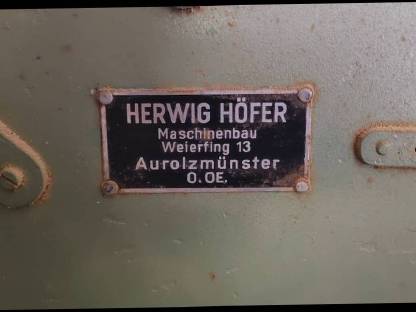 HERWIG HÖFER
Maschinenbau
Weierfing 13
Aurolzmünster
O.OE.